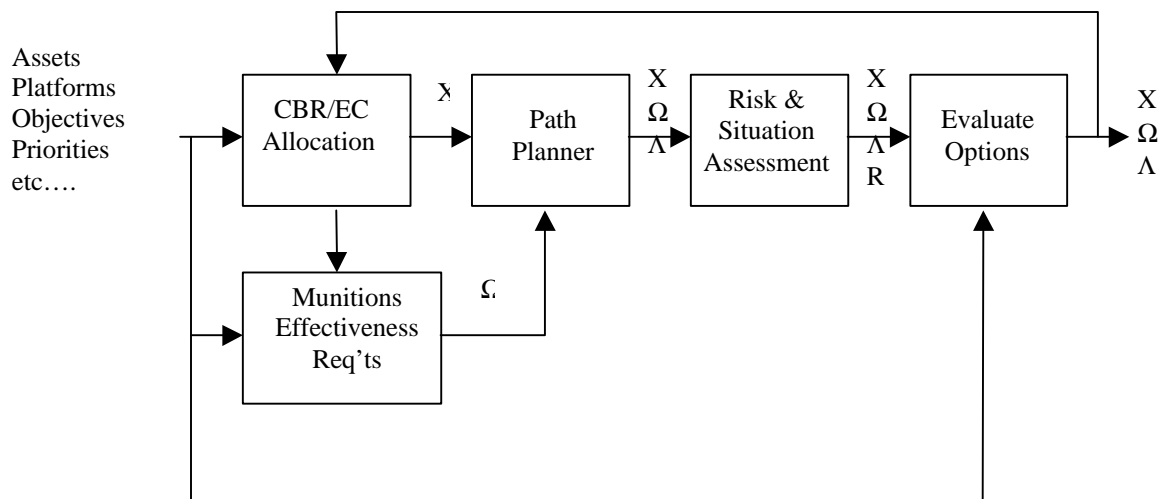 Assets
Platforms
Objectives
Priorities
etc….
CBR/EC
Allocation
X
Path
Planner
X
Ω
Λ
Risk &
Situation
Assessment
X
Ω
Λ
R
Evaluate
Options
X
Ω
Λ
Munitions
Effectiveness
Req’ts
Ω